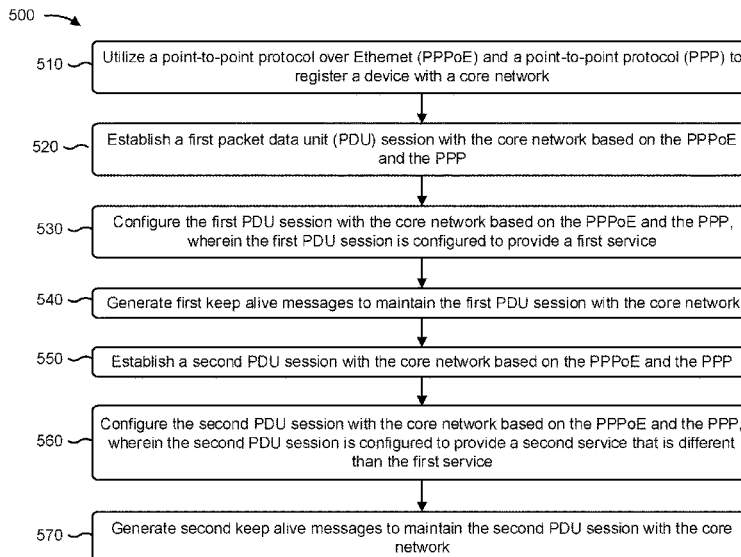 500
510
Utilize a point-to-point protocol over Ethernet (PPPoE) and a point-to-point protocol (PPP) to
register a device with a core network
520
Establish a first packet data unit (PDU) session with the core network based on the PPPoE
and the PPP
530
Configure the first PDU session with the core network based on the PPPoE and the PPP,
wherein the first PDU session is configured to provide a first service
540
Generate first keep alive messages to maintain the first PDU session with the core network
550
Establish a second PDU session with the core network based on the PPPoE and the PPP
560
Configure the second PDU session with the core network based on the PPPoE and the PPP,
wherein the second PDU session is configured to provide a second service that is different
than the first service
570
Generate second keep alive messages to maintain the second PDU session with the core
network